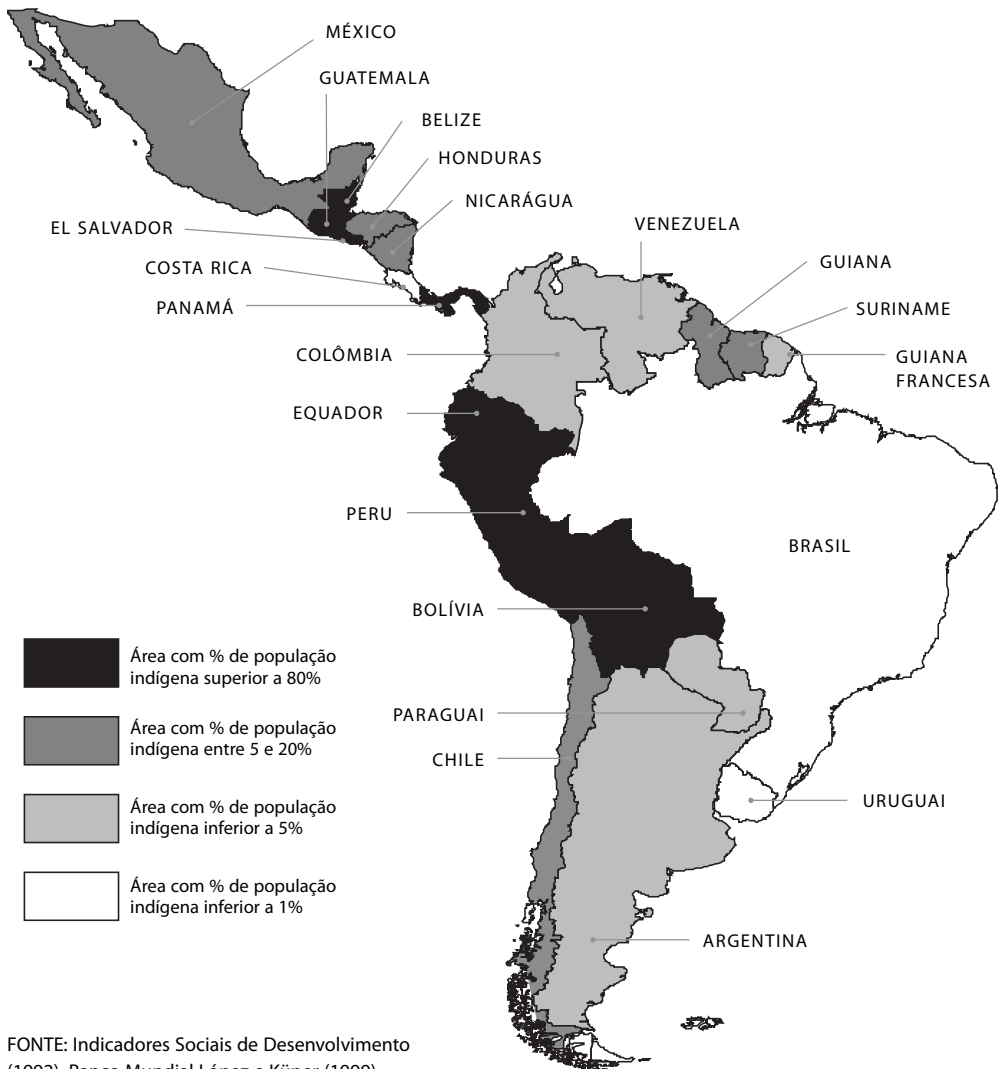 MÉXICO
GUATEMALA
BELIZE
HONDURAS
NICARÁGUA
EL SALVADOR
COSTA RICA
PANAMÁ
VENEZUELA
GUIANA
SURINAME
GUIANA
FRANCESA
COLÔMBIA
EQUADOR
PERU
BRASIL
BOLÍVIA
PARAGUAI
CHILE
URUGUAI
ARGENTINA
Área com % de população
indígena superior a 80%
Área com % de população
indígena entre 5 e 20%
Área com % de população
indígena inferior a 5%
Área com % de população
indígena inferior a 1%
FONTE: Indicadores Sociais de Desenvolvimento